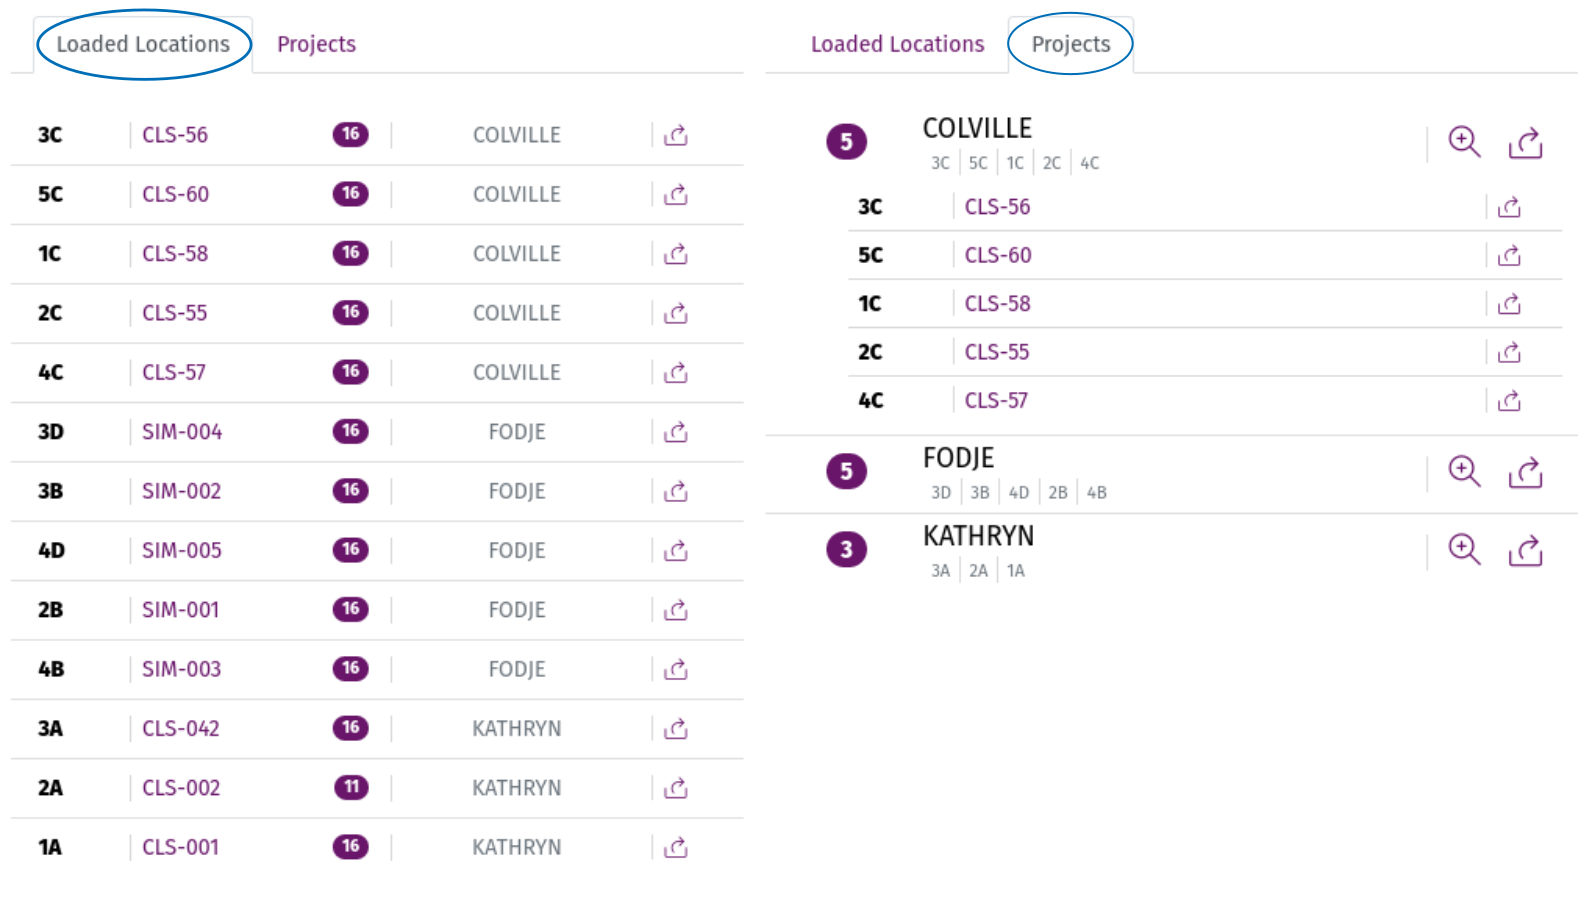 Loaded Locations Projects
3C CLS-56 16 COLVILLE
5C CLS-60 16 COLVILLE
1C CLS-58 16 COLVILLE
2C CLS-55 16 COLVILLE
4C CLS-57 16 COLVILLE
3D SIM-004 16 FODJE
3B SIM-002 16 FODJE
4D SIM-005 16 FODJE
2B SIM-001 16 FODJE
4B SIM-003 16 FODJE
3A CLS-042 16 KATHRYN
2A CLS-002 11 KATHRYN
1A CLS-001 16 KATHRYN
Loaded Locations Projects
5 COLVILLE
3C 5C 1C 2C 4C
3C CLS-56
5C CLS-60
1C CLS-58
2C CLS-55
4C CLS-57
5 FODJE
3D 3B 4D 2B 4B
3 KATHRYN
3A 2A 1A